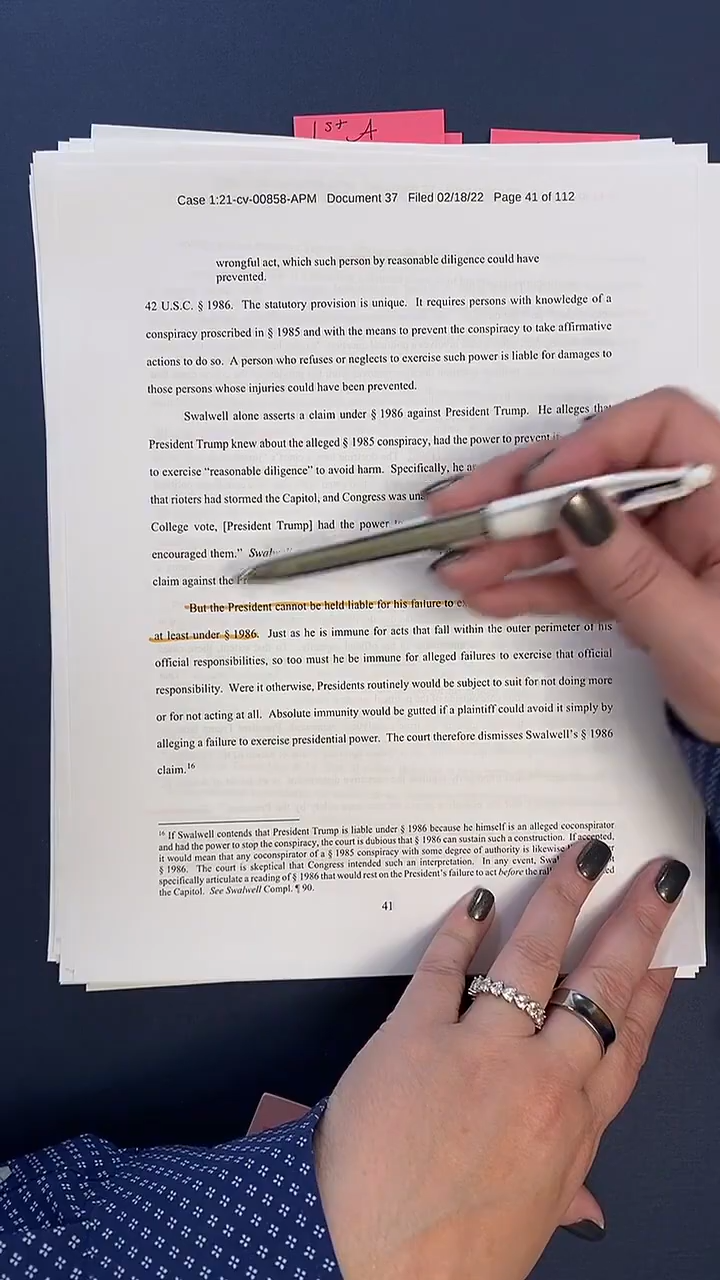 1st A
Case 1:21-cv-00858-APM Document 37 Filed 02/18/22 Page 41 of 112
wrongful act, which such person by reasonable diligence could have
prevented.
42 U.S.C. § 1986. The statutory provision is unique. It requires persons with knowledge of a
conspiracy proscribed in § 1985 and with the means to prevent the conspiracy to take affirmative
actions to do so. A person who refuses or neglects to exercise such power is liable for damages to
those persons whose injuries could have been prevented.
Swalwell alone asserts a claim under § 1986 against President Trump. He alleges that
President Trump knew about the alleged § 1985 conspiracy, had the power to prevent it
to exercise “reasonable diligence” to avoid harm. Specifically, he
that rioters had stormed the Capitol, and Congress was
College vote, [President Trump] had the power
encouraged them.”
claim against the
But the President cannot be held liable for his failure to
at least under § 1986. Just as he is immune for acts that fall within the outer perimeter of his
official responsibilities, so too must he be immune for alleged failures to exercise that official
responsibility. Were it otherwise, Presidents routinely would be subject to suit for not doing more
or for not acting at all. Absolute immunity would be gutted if a plaintiff could avoid it simply by
alleging a failure to exercise presidential power. The court therefore dismisses Swalwell’s § 1986
claim.16
16 If Swalwell contends that President Trump is liable under § 1986 because he himself is an alleged coconspirator
and had the power to stop the conspiracy, the court is dubious that § 1986 can sustain such a construction. If accepted,
it would mean that any coconspirator of a § 1985 conspiracy with some degree of authority is likewise
§ 1986. The court is skeptical that Congress intended such an interpretation. In any event,
specifically articulate a reading of § 1986 that would rest on the President’s failure to act before the
the Capitol. See Swalwell Compl. ¶ 90.
41